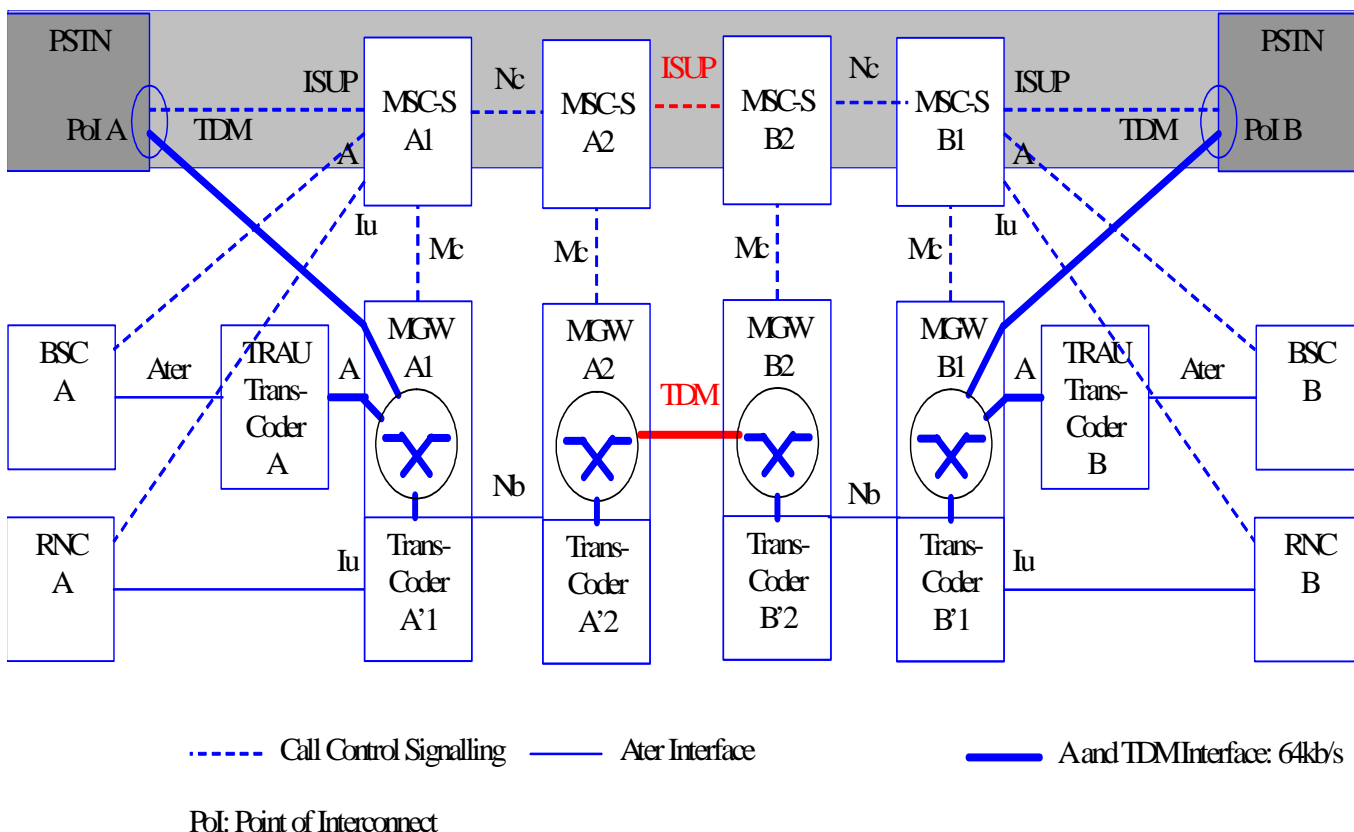 PSTN
PSTN
ISUP
Nc
ISUP
Nc
ISUP
MSC-S
A1
MSC-S
A2
MSC-S
B2
MSC-S
B1
PoI A
TDM
TDM
PoI B
A
A
Iu
Iu
Mc
Mc
Mc
Mc
BSC
A
Ater
TRAU
Trans-
Coder
A
A
MGW
A1
MGW
A2
TDM
MGW
B2
MGW
B1
A
TRAU
Trans-
Coder
B
Ater
BSC
B
Nb
Nb
RNC
A
Iu
Trans-
Coder
A'1
Trans-
Coder
A'2
Trans-
Coder
B'2
Trans-
Coder
B'1
Iu
RNC
B
Call Control Signalling
Ater Interface
A and TDM Interface: 64kb/s
PoI: Point of Interconnect